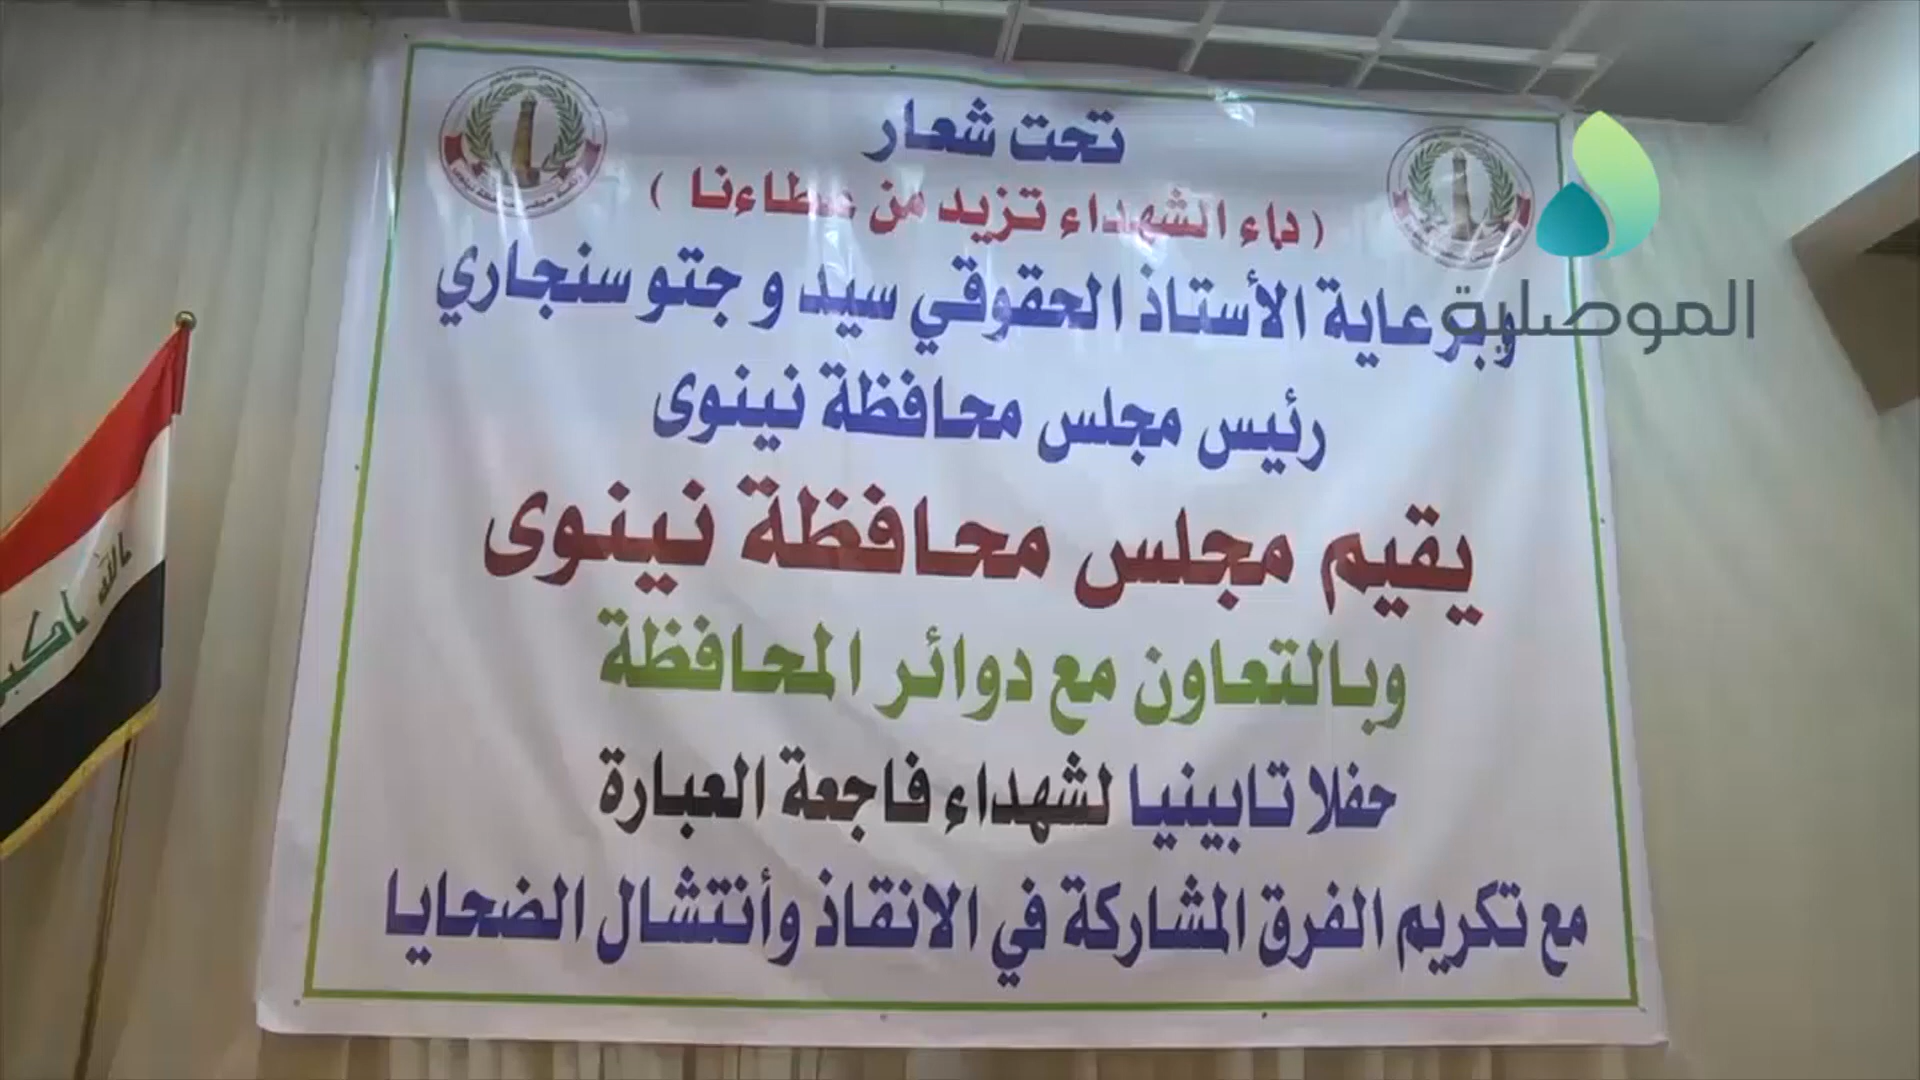 تحت شعار
( دماء الشهداء تزيد من عطاءنا )
وبرعاية الأستاذ الحقوقي سيدو جتو سنجاري
رئيس مجلس محافظة نينوى
يقيم مجلس محافظة نينوى
وبالتعاون مع دوائر المحافظة
حفلا تابينيا لشهداء فاجعة العبارة
مع تكريم الفرق المشاركة في الانقاذ وأنتشال الضحايا
الموصلية
الله اكبر